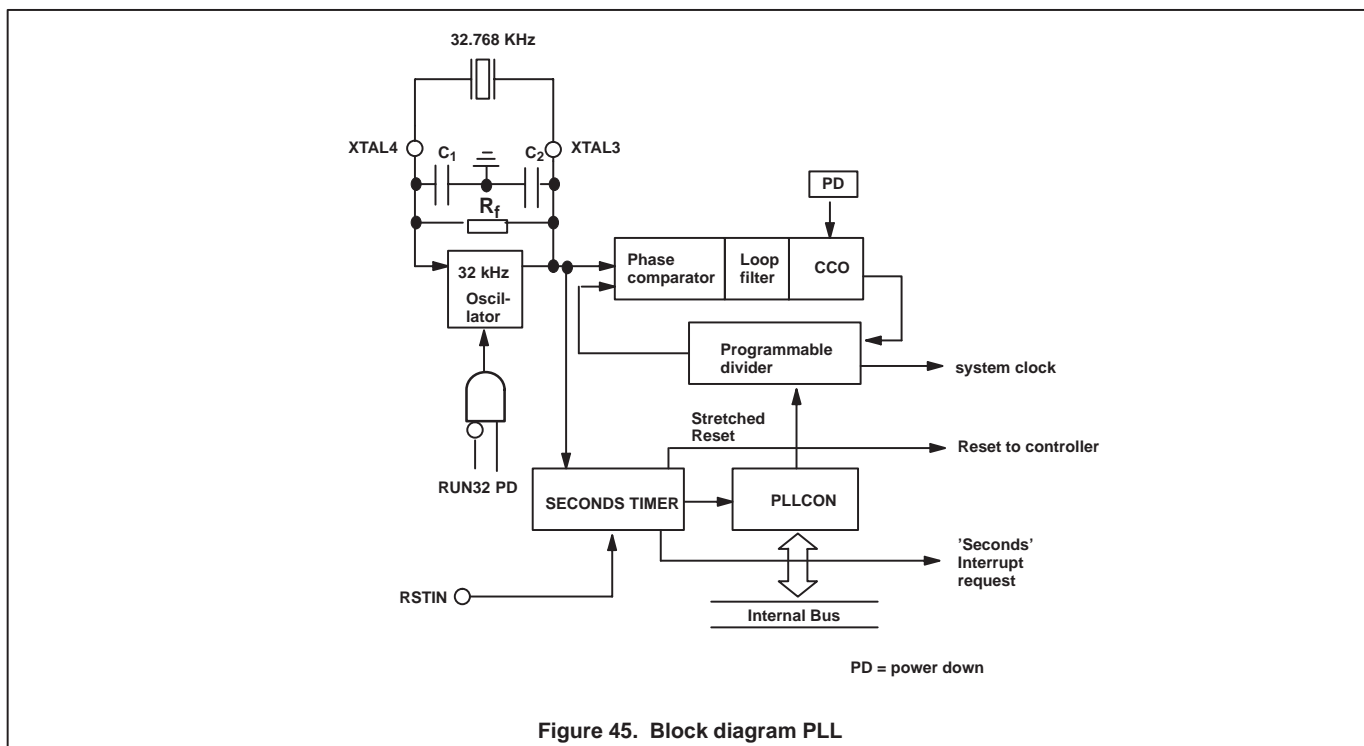 32.768 KHz
XTAL4
C1
C2
XTAL3
Rf
PD
32 kHz
Oscil-
lator
Phase
comparator
Loop
filter
CCO
Programmable
divider
system clock
Stretched
Reset
Reset to controller
RUN32 PD
SECONDS TIMER
PLLCON
'Seconds'
Interrupt
request
RSTIN
Internal Bus
PD = power down
Figure 45. Block diagram PLL